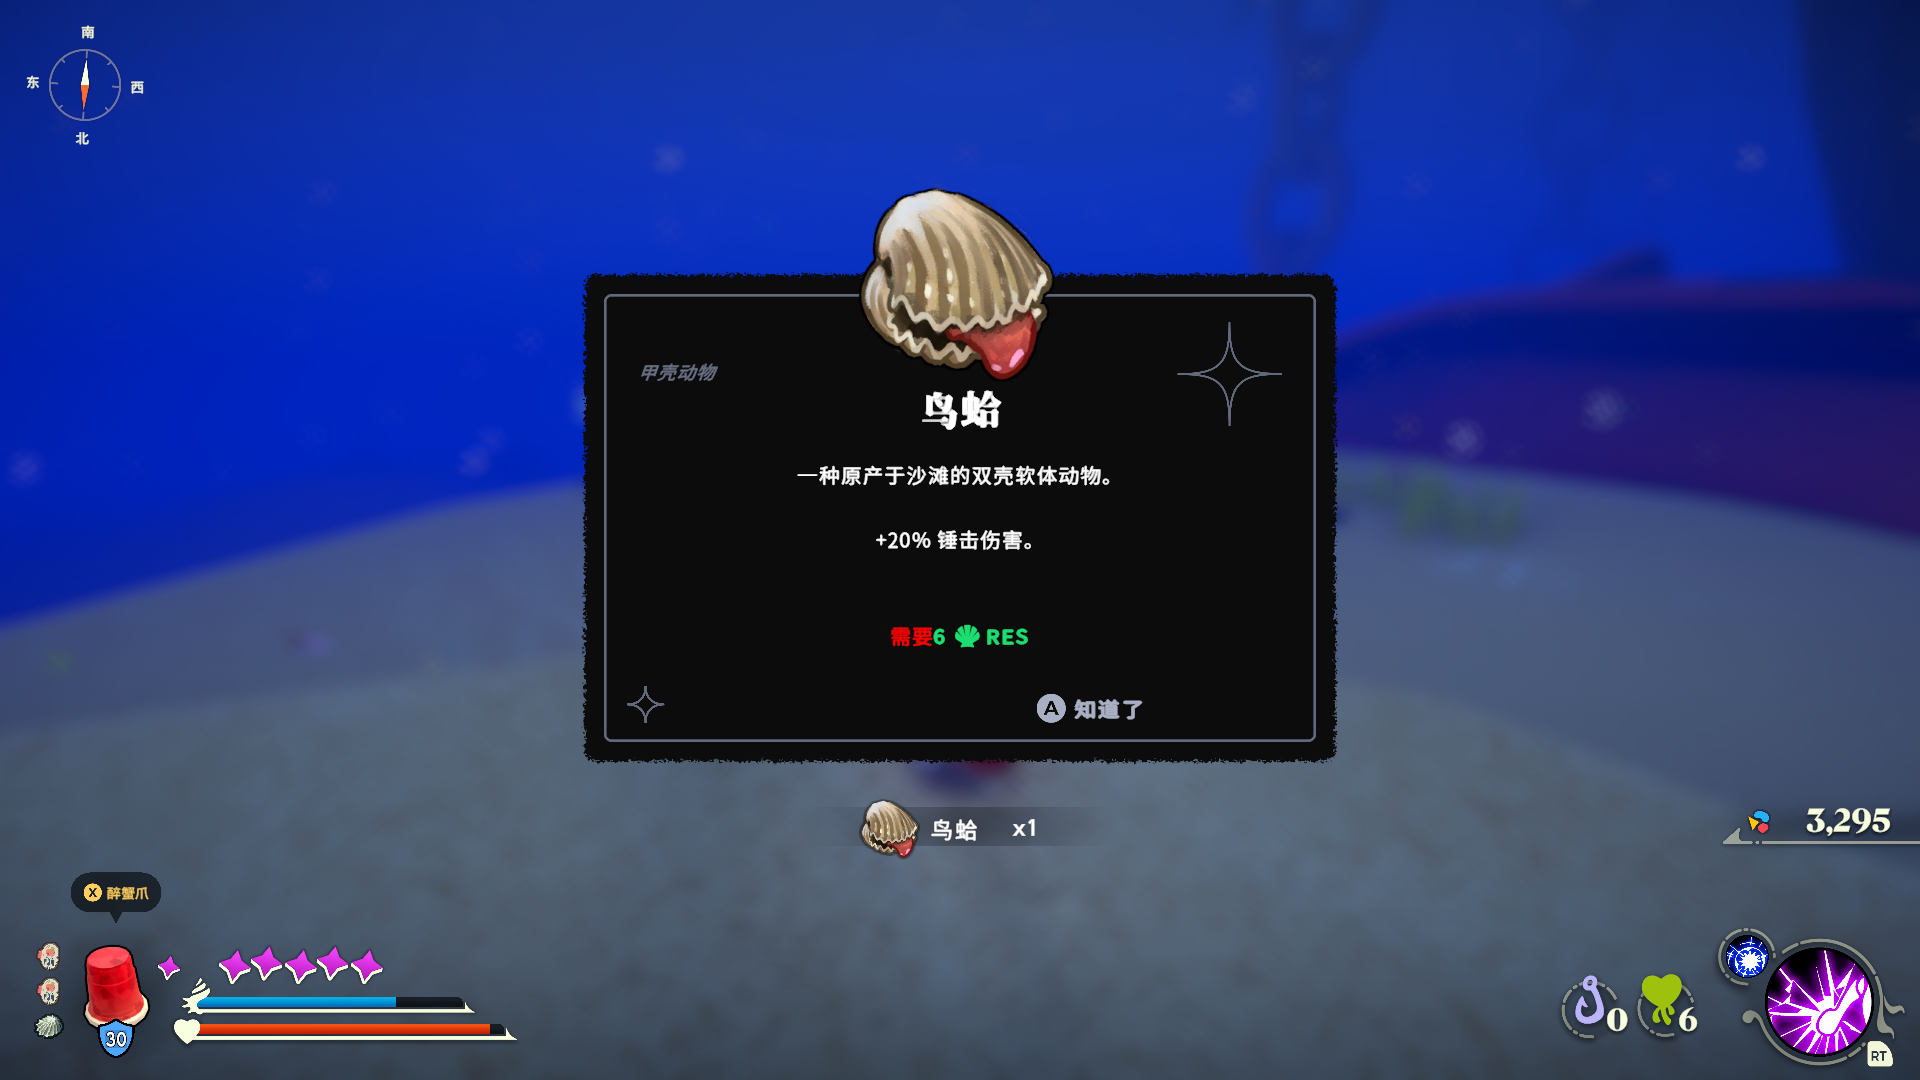 南
东
西
北
甲壳动物
鸟蛤
一种原产于沙滩的双壳软体动物。
+20% 锤击伤害。
需要6 RES
A 知道了
鸟蛤 x1
3,295
X 醉蟹爪
30
0
6
RT